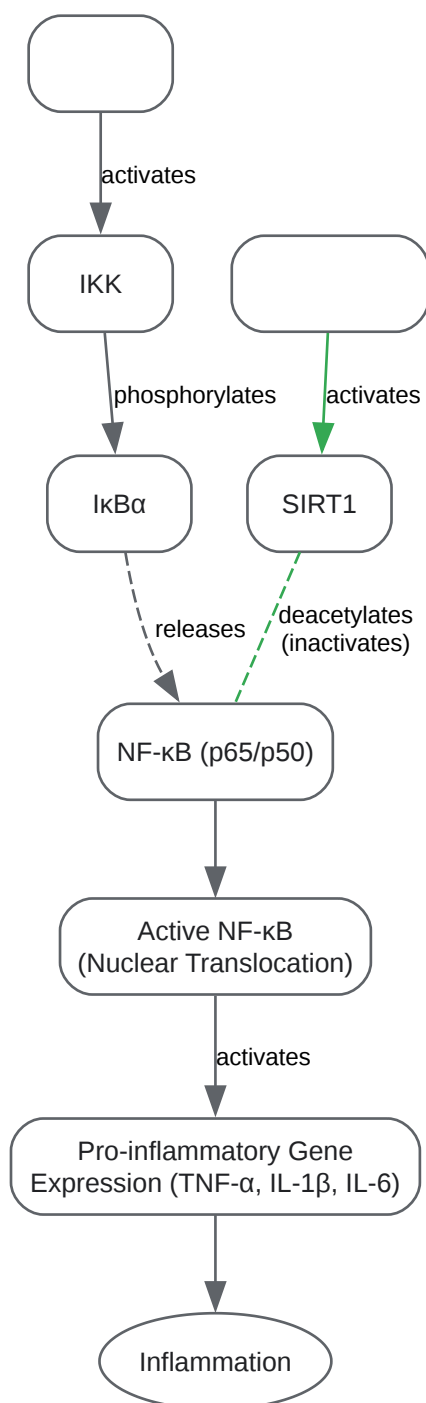 activates
IKK
phosphorylates
activates
IκBα
SIRT1
releases
deacetylates
(inactivates)
NF-κB (p65/p50)
Active NF-κB
(Nuclear Translocation)
activates
Pro-inflammatory Gene
Expression (TNF-α, IL-1β, IL-6)
Inflammation